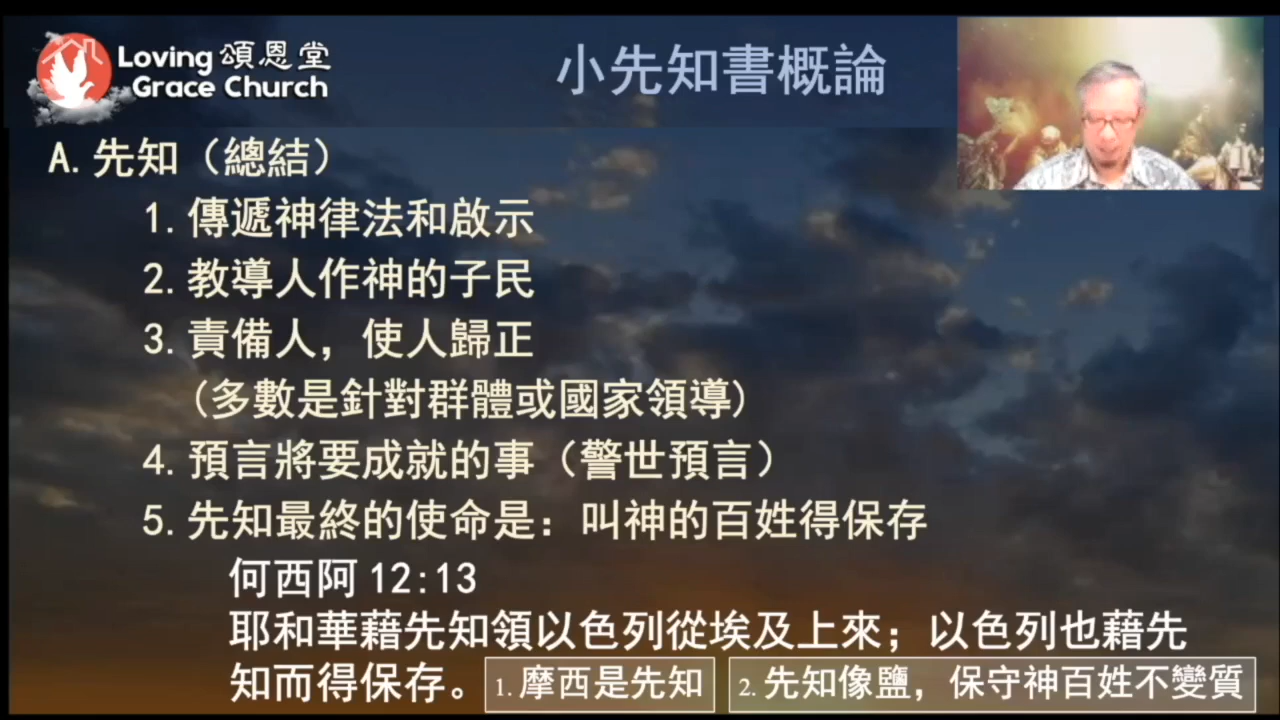 Loving 頌恩堂
Grace Church
小先知書概論
A. 先知（總結）
1. 傳遞神律法和啟示
2. 教導人作神的子民
3. 責備人，使人歸正
(多數是針對群體或國家領導)
4. 預言將要成就的事（警世預言）
5. 先知最終的使命是：叫神的百姓得保存
何西阿 12:13
耶和華藉先知領以色列從埃及上來；以色列也藉先
知而得保存。
1. 摩西是先知
2. 先知像鹽，保守神百姓不變質